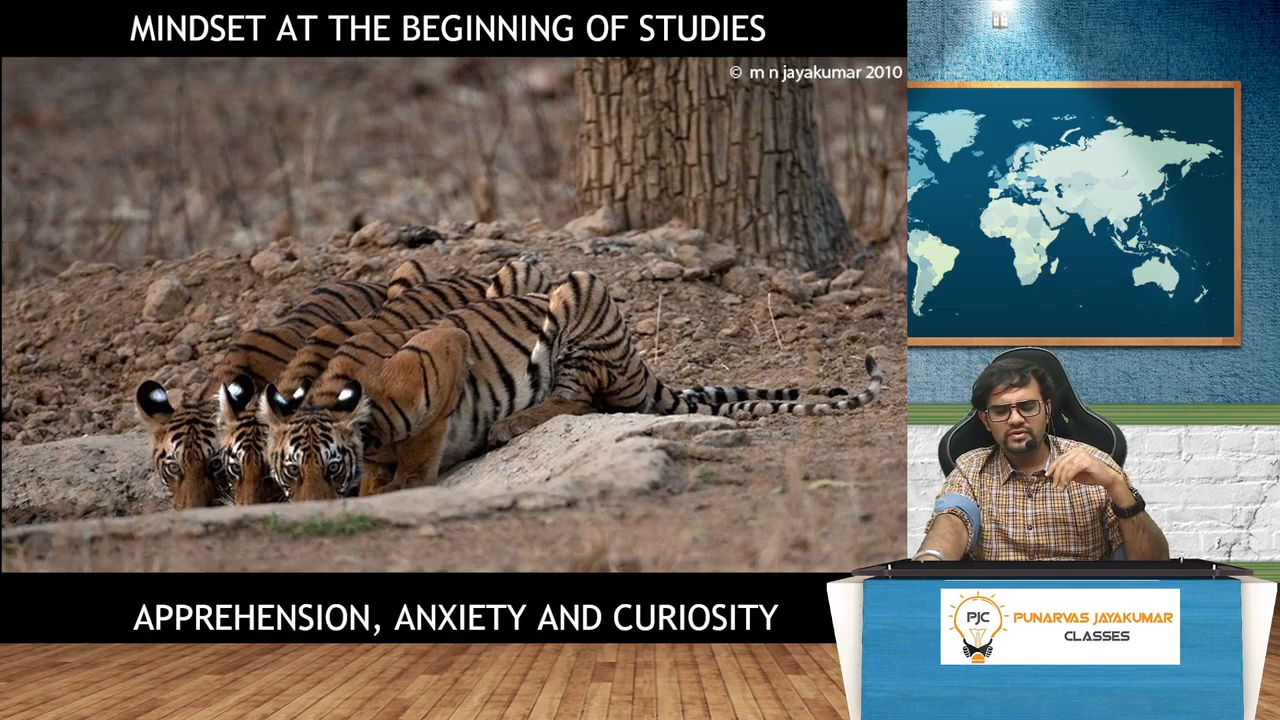 MINDSET AT THE BEGINNING OF STUDIES
© m n jayakumar 2010
APPREHENSION, ANXIETY AND CURIOSITY
PJC
PUNARVAS JAYAKUMAR
CLASSES